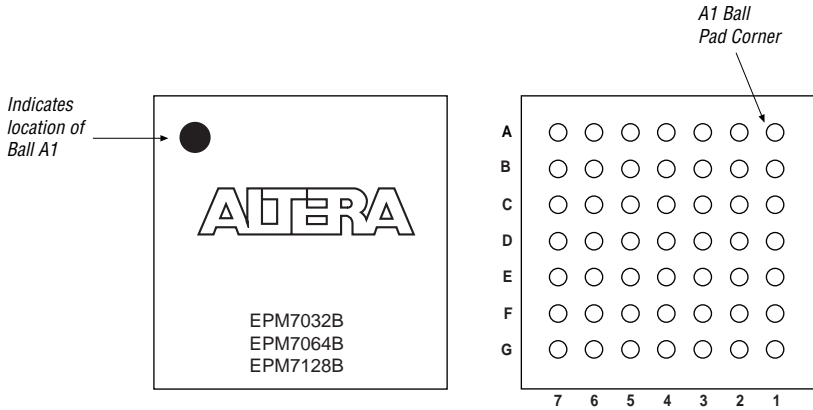 A1 Ball
Pad Corner
Indicates
location of
Ball A1
ALTERA
EPM7032B
EPM7064B
EPM7128B
A
B
C
D
E
F
G
7 6 5 4 3 2 1